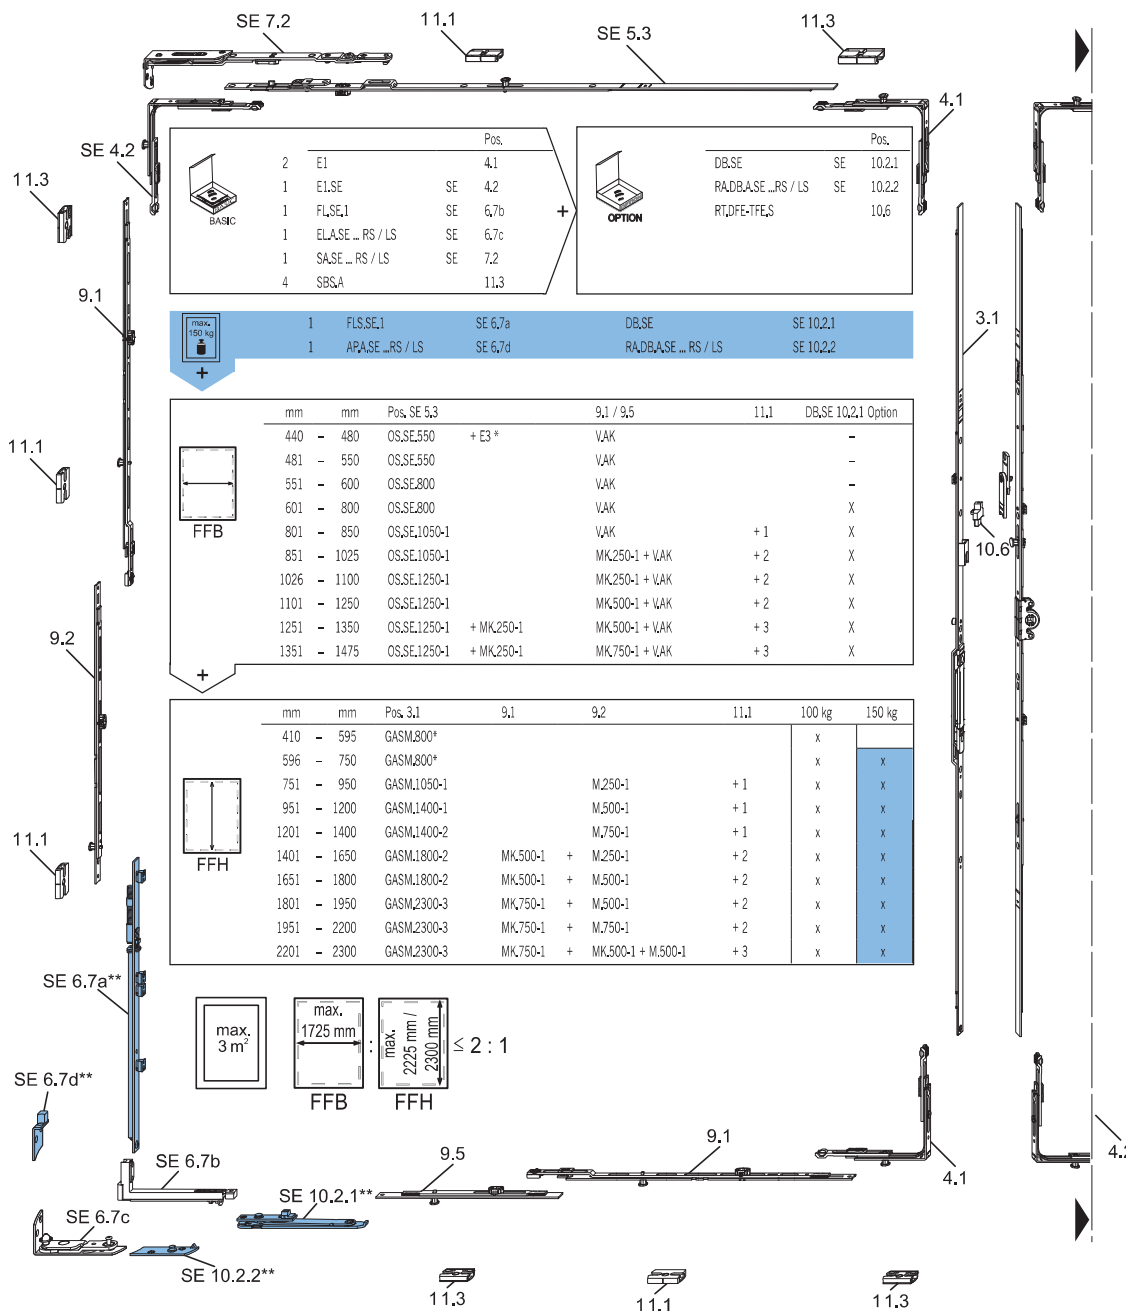 SE 7.2
11.1
SE 5.3
11.3
4.1
SE 4.2
11.3
Pos.
2 E1 4.1
1 E1.SE SE 4.2
1 FL.SE.1 SE 6.7b
1 EL.A.SE ... RS / LS SE 6.7c
1 SA.SE ... RS / LS SE 7.2
4 SBS.A 11.3
BASIC
+
Pos.
DB.SE SE 10.2.1
RA.DB.A.SE ...RS / LS SE 10.2.2
RT.DFE-TFE.S 10.6
OPTION
9.1
3.1
max.
150 kg
1 FLS.SE.1 SE 6.7a DB.SE SE 10.2.1
1 AP.A.SE ...RS / LS SE 6.7d RA.DB.A.SE ... RS / LS SE 10.2.2
+
mm mm Pos. SE 5.3 9.1 / 9.5 11.1 DB.SE 10.2.1 Option
440 – 480 OS.SE.550 + E3 * V.AK –
481 – 550 OS.SE.550 V.AK –
551 – 600 OS.SE.800 V.AK –
601 – 800 OS.SE.800 V.AK X
801 – 850 OS.SE.1050-1 V.AK + 1 X
851 – 1025 OS.SE.1050-1 MK.250-1 + V.AK + 2 X
1026 – 1100 OS.SE.1250-1 MK.250-1 + V.AK + 2 X
1101 – 1250 OS.SE.1250-1 MK.500-1 + V.AK + 2 X
1251 – 1350 OS.SE.1250-1 + MK.250-1 MK.500-1 + V.AK + 3 X
1351 – 1475 OS.SE.1250-1 + MK.250-1 MK.750-1 + V.AK + 3 X
FFB
+
11.1
10.6
9.2
mm mm Pos. 3.1 9.1 9.2 11.1 100 kg 150 kg
410 – 595 GASM.800* x
596 – 750 GASM.800* x x
751 – 950 GASM.1050-1 M.250-1 + 1 x x
951 – 1200 GASM.1400-1 M.500-1 + 1 x x
1201 – 1400 GASM.1400-2 M.750-1 + 1 x x
1401 – 1650 GASM.1800-2 MK.500-1 + M.250-1 + 2 x x
1651 – 1800 GASM.1800-2 MK.500-1 + M.500-1 + 2 x x
1801 – 1950 GASM.2300-3 MK.750-1 + M.500-1 + 2 x x
1951 – 2200 GASM.2300-3 MK.750-1 + M.750-1 + 2 x x
2201 – 2300 GASM.2300-3 MK.750-1 + MK.500-1 + M.500-1 + 3 x x
FFH
11.1
SE 6.7a**
max.
3 m²
max.
1725 mm
FFB
:
max.
2225 mm /
2300 mm
FFH
≤ 2 : 1
SE 6.7d**
SE 6.7b
9.5
9.1
4.1
4.2
SE 10.2.1**
SE 6.7c
SE 10.2.2**
11.3
11.1
11.3